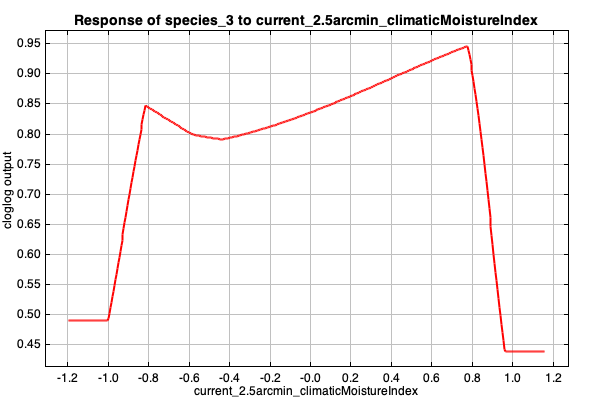 Response of species_3 to current_2.5arcmin_climaticMoistureIndex
cloglog output
0.95
0.90
0.85
0.80
0.75
0.70
0.65
0.60
0.55
0.50
0.45
-1.2 -1.0 -0.8 -0.6 -0.4 -0.2 -0.0 0.2 0.4 0.6 0.8 1.0 1.2
current_2.5arcmin_climaticMoistureIndex